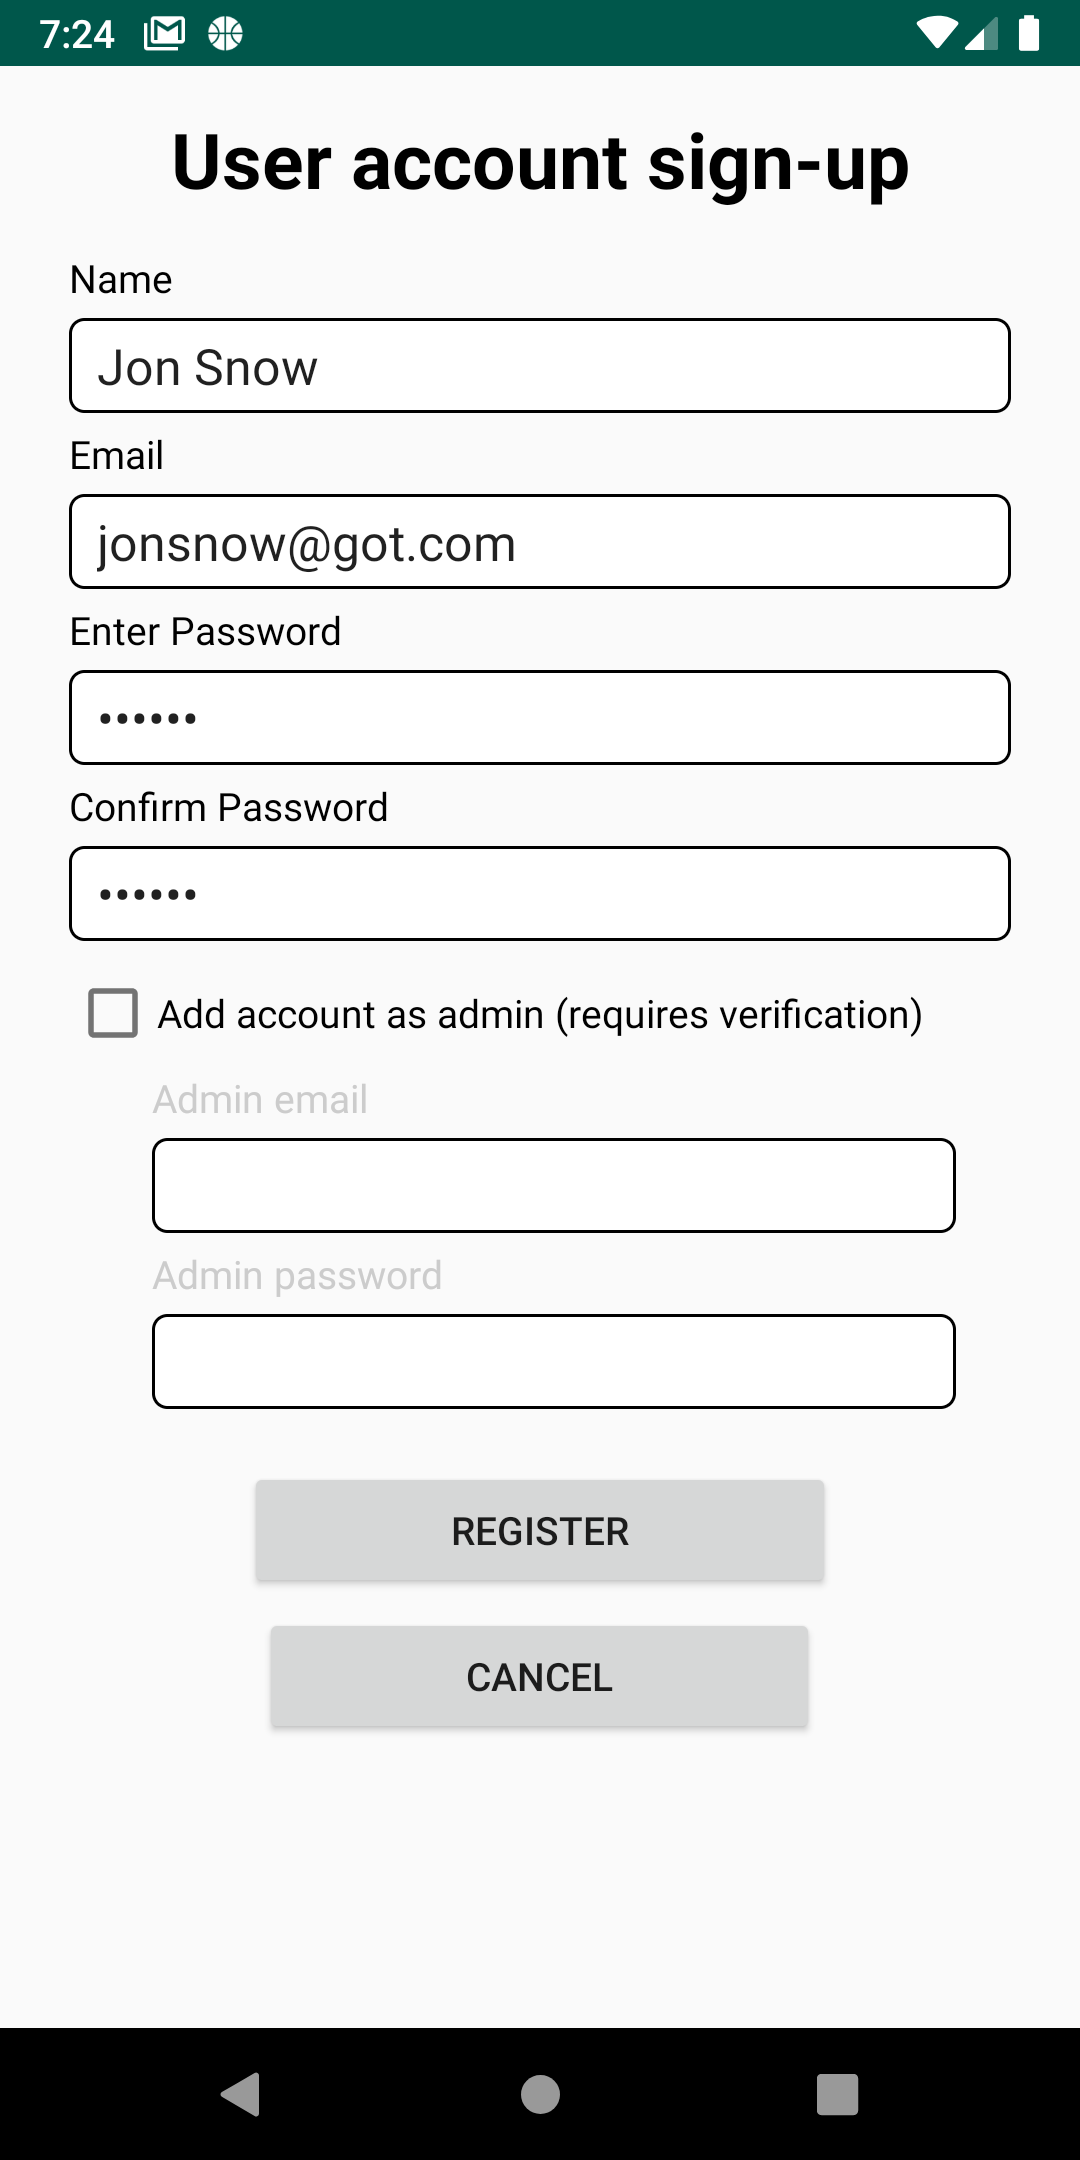 7:24
User account sign-up
Name
Jon Snow
Email
jonsnow@got.com
Enter Password
••••••
Confirm Password
••••••
Add account as admin (requires verification)
Admin email
Admin password
REGISTER
CANCEL